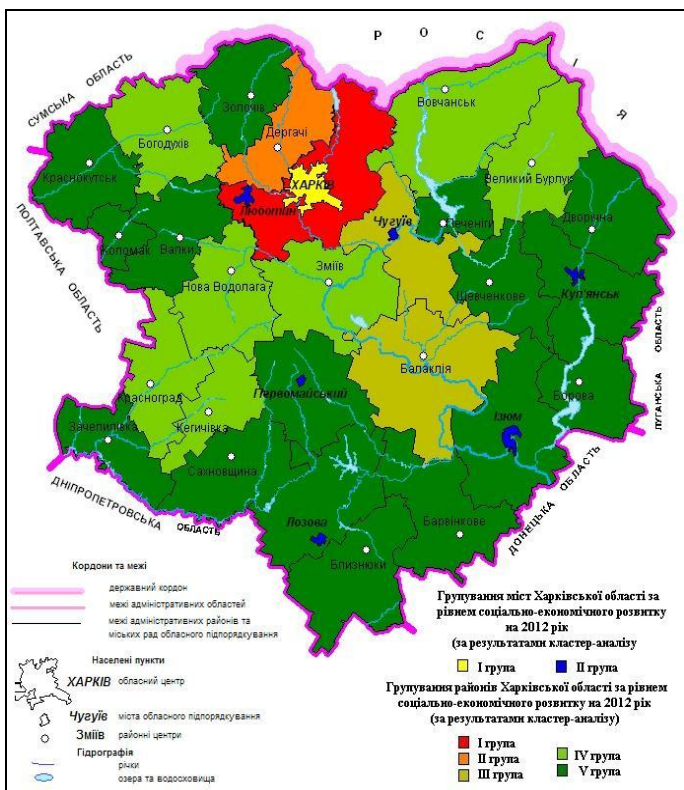 Р О С І Я
СУМСЬКА ОБЛАСТЬ
Золочів
Вовчанськ
Богодухів
Дергачі
Краснокутськ
ХАРКІВ
Великий Бурлук
Люботин
Чугуїв
Печеніги
Дворічна
ПОЛТАВСЬКА ОБЛАСТЬ
Коломак
Валки
Зміїв
Нова Водолага
Шевченкове
Куп'янськ
Балаклія
ЛУГАНСЬКА ОБЛАСТЬ
Красноград
Первомайський
Борова
Зачепилівка
Кегичівка
Ізюм
Сахновщина
ДНІПРОПЕТРОВСЬКА ОБЛАСТЬ
Лозова
Барвінкове
ДОНЕЦЬКА ОБЛАСТЬ
Близнюки
Кордони та межі
державний кордон
межі адміністративних областей
межі адміністративних районів та
міських рад обласного підпорядкування
Населені пункти
ХАРКІВ обласний центр
Чугуїв міста обласного підпорядкування
Зміїв районні центри
Гідрографія
річки
озера та водосховища
Групування міст Харківської області за
рівнем соціально-економічного розвитку
на 2012 рік
(за результатами кластер-аналізу
І група ІІ група
Групування районів Харківської області за рівнем
соціально-економічного розвитку на 2012 рік
(за результатами кластер-аналізу)
І група
ІІ група
ІІІ група
ІV група
V група